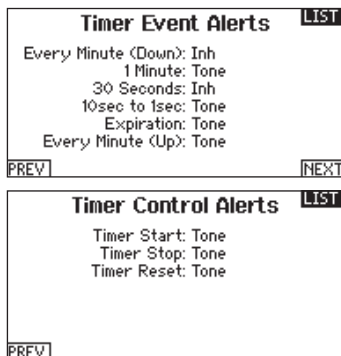 Timer Event Alerts LIST
Every Minute (Down): Inh
1 Minute: Tone
30 Seconds: Inh
10sec to 1sec: Tone
Expiration: Tone
Every Minute (Up): Tone
PREV NEXT
Timer Control Alerts LIST
Timer Start: Tone
Timer Stop: Tone
Timer Reset: Tone
PREV